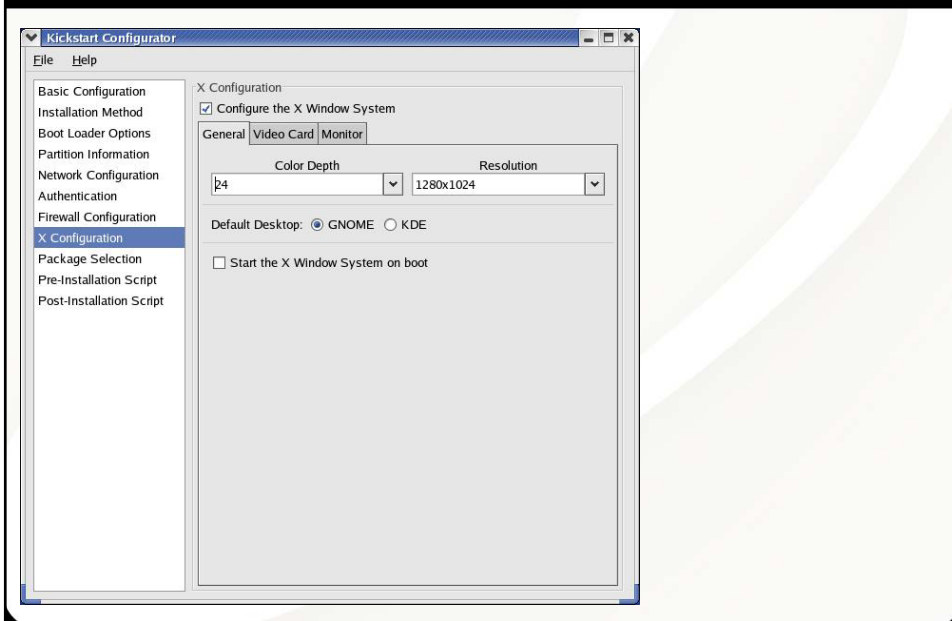 Kickstart Configurator
File Help
Basic Configuration
Installation Method
Boot Loader Options
Partition Information
Network Configuration
Authentication
Firewall Configuration
X Configuration
Package Selection
Pre-Installation Script
Post-Installation Script
X Configuration
Configure the X Window System
General Video Card Monitor
Color Depth Resolution
24 1280x1024
Default Desktop: GNOME KDE
Start the X Window System on boot